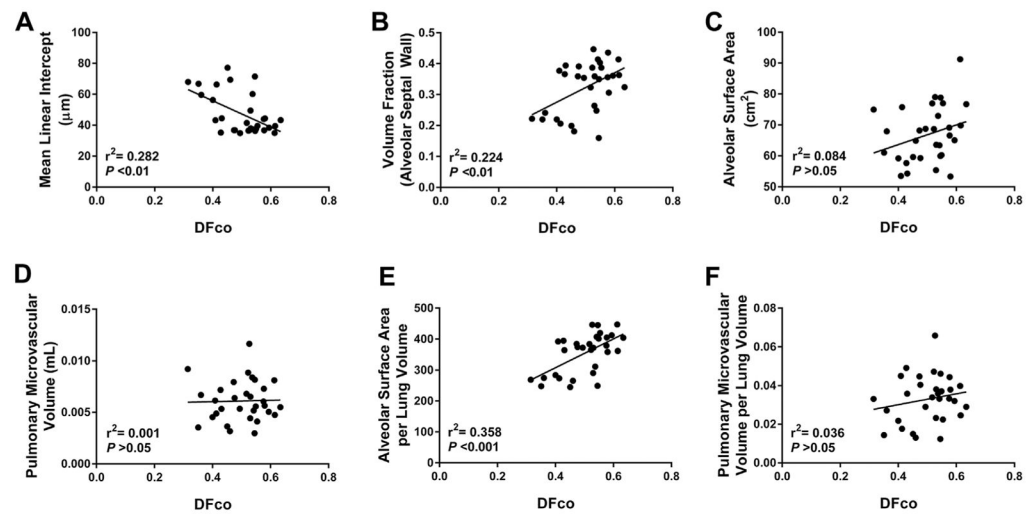 A
Mean Linear Intercept
(μm)
100
80
60
40
20
0
r²= 0.282
P <0.01
0.0 0.2 0.4 0.6 0.8
DFco
B
Volume Fraction
(Alveolar Septal Wall)
0.5
0.4
0.3
0.2
0.1
0.0
r²= 0.224
P <0.01
0.0 0.2 0.4 0.6 0.8
DFco
C
Alveolar Surface Area
(cm²)
100
90
80
70
60
50
r²= 0.084
P >0.05
0.0 0.2 0.4 0.6 0.8
DFco
D
Pulmonary Microvascular
Volume (mL)
0.015
0.010
0.005
0.000
r²= 0.001
P >0.05
0.0 0.2 0.4 0.6 0.8
DFco
E
Alveolar Surface Area
per Lung Volume
500
400
300
200
100
0
r²= 0.358
P <0.001
0.0 0.2 0.4 0.6 0.8
DFco
F
Pulmonary Microvascular
Volume per Lung Volume
0.08
0.06
0.04
0.02
0.00
r²= 0.036
P >0.05
0.0 0.2 0.4 0.6 0.8
DFco